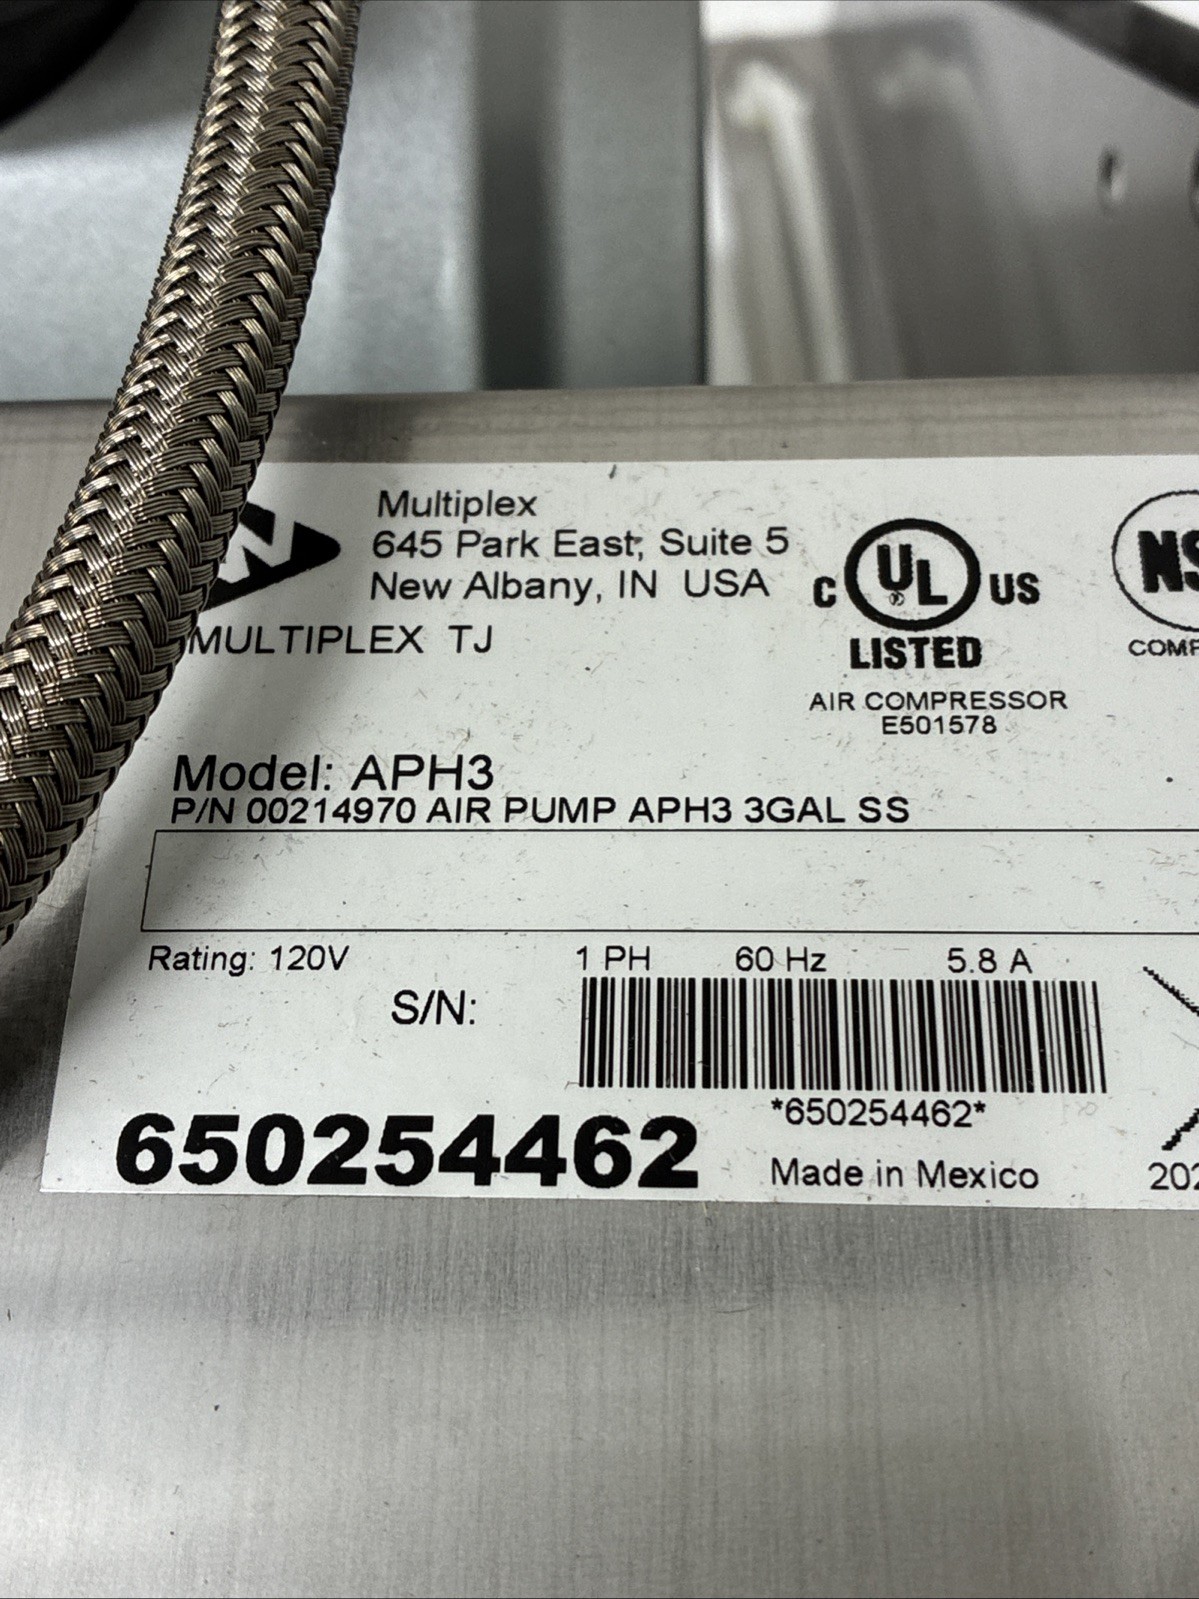 Multiplex
645 Park East, Suite 5
New Albany, IN USA
MULTIPLEX TJ
C UL® US
LISTED
AIR COMPRESSOR
E501578
Model: APH3
P/N 00214970 AIR PUMP APH3 3GAL SS
Rating: 120V 1 PH 60 Hz 5.8 A
S/N:
*650254462*
650254462
Made in Mexico